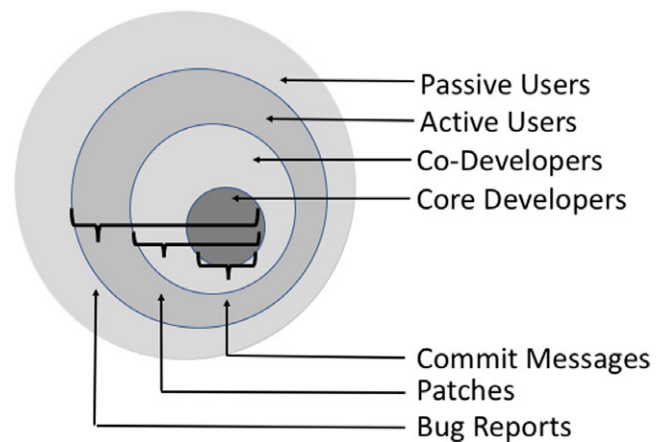 Passive Users
Active Users
Co-Developers
Core Developers
Commit Messages
Patches
Bug Reports